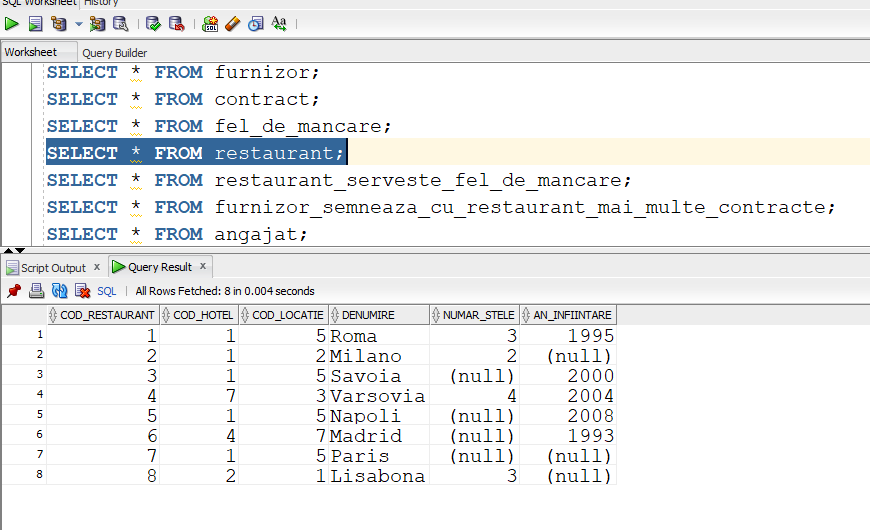 SQL Worksheet History
Worksheet Query Builder
SELECT * FROM furnizor;
SELECT * FROM contract;
SELECT * FROM fel_de_mancare;
SELECT * FROM restaurant;
SELECT * FROM restaurant_serveste_fel_de_mancare;
SELECT * FROM furnizor_semneaza_cu_restaurant_mai_multe_contracte;
SELECT * FROM angajat;
Script Output x Query Result x
SQL | All Rows Fetched: 8 in 0.004 seconds
COD_RESTAURANT COD_HOTEL COD_LOCATIE DENUMIRE NUMAR_STELE AN_INFIINTARE
1 1 1 5 Roma 3 1995
2 2 1 2 Milano 2 (null)
3 3 1 5 Savoia (null) 2000
4 4 7 3 Varsovia 4 2004
5 5 1 5 Napoli (null) 2008
6 6 4 7 Madrid (null) 1993
7 7 1 5 Paris (null) (null)
8 8 2 1 Lisabona 3 (null)